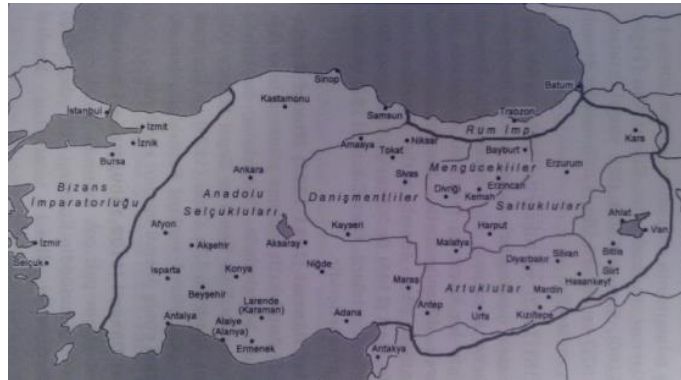 Sinop
Batum
Kastamonu
İstanbul
Samsun
Trabzon
Rum İmp.
İzmit
İznik
Bursa
Amasya
Niksar
Tokat
Bayburt
Kars
Mengücekliler
Erzurum
Ankara
Sivas
Divriği
Erzincan
Kemah
Bizans
İmparatorluğu
Anadolu
Selçukluları
Danişmentliler
Saltuklular
Afyon
Kayseri
Harput
Ahlat
Van
İzmir
Akşehir
Aksaray
Malatya
Silvan
Bitlis
Selçuk
Diyarbakır
Siirt
Isparta
Konya
Niğde
Hasankeyf
Beyşehir
Maraş
Artuklular
Mardin
Larende
(Karaman)
Antalya
Alaiye
(Alanya)
Adana
Antep
Urfa
Kızıltepe
Ermenek
Antakya